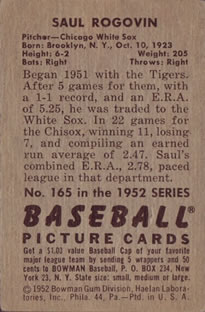 SAUL ROGOVIN
Pitcher—Chicago White Sox
Born: Brooklyn, N. Y., Oct. 10, 1923
Height: 6-2 Weight: 205
Bats: Right Throws: Right
Began 1951 with the Tigers.
After 5 games for them, with
a 1-1 record, and an E.R.A.
of 5.25, he was traded to the
White Sox. In 22 games for
the Chisox, winning 11, losing
7, and compiling an earned
run average of 2.47. Saul's
combined E.R.A., 2.78, paced
league in that department.
No. 165 in the 1952 SERIES
BASEBALL®
PICTURE CARDS
Get a $1.00 value Baseball Cap of your favorite
major league team by sending 5 wrappers and 50
cents to BOWMAN Baseball, P. O. BOX 234, New
York 23, N. Y. State size: small, medium or large.
©1952 Bowman Gum Division, Haelan Labora-
tories, Inc., Phila. 44, Pa.—Ptd. in U. S. A.